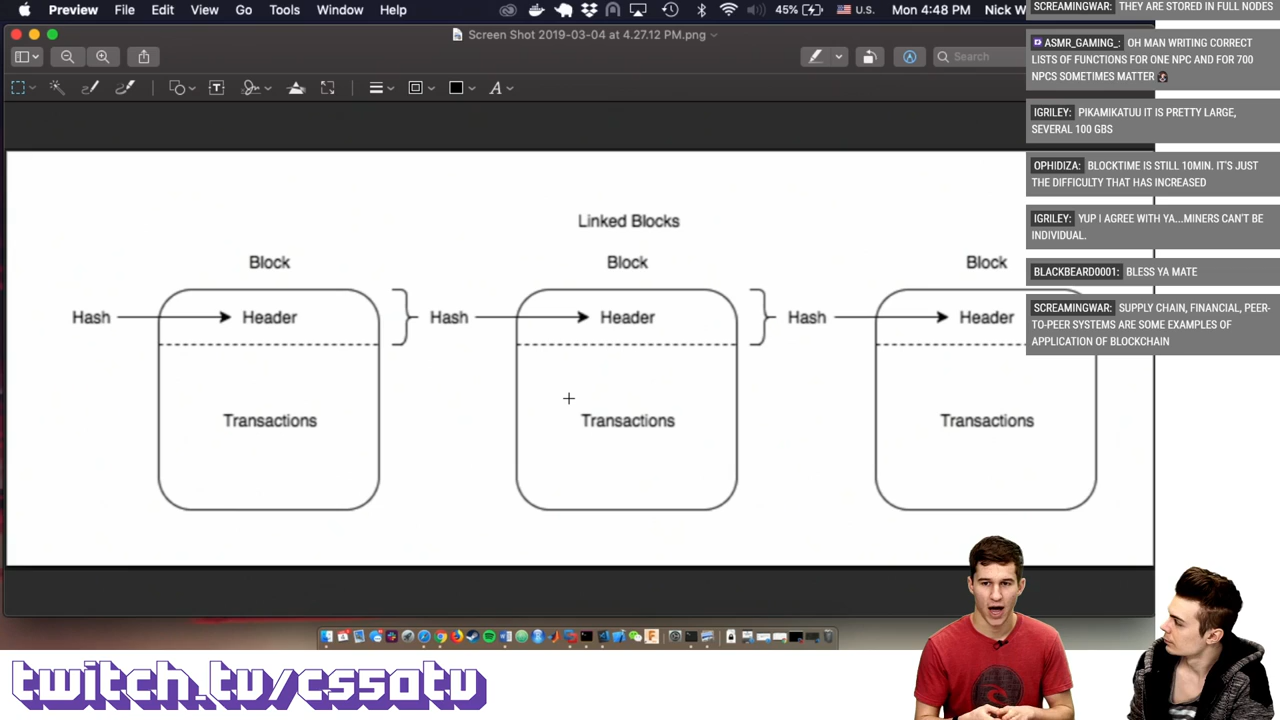 Preview File Edit View Go Tools Window Help 45% U.S. Mon 4:48 PM Nick W
Screen Shot 2019-03-04 at 4.27.12 PM.png
Search
Linked Blocks
Block Block Block
Hash Header Hash Header Hash Header
Transactions Transactions Transactions
SCREAMINGWAR: THEY ARE STORED IN FULL NODES
ASMR_GAMING_: OH MAN WRITING CORRECT
LISTS OF FUNCTIONS FOR ONE NPC AND FOR 700
NPCS SOMETIMES MATTER
IGRILEY: PIKAMIKATUU IT IS PRETTY LARGE,
SEVERAL 100 GBS
OPHIDIZA: BLOCKTIME IS STILL 10MIN. IT'S JUST
THE DIFFICULTY THAT HAS INCREASED
IGRILEY: YUP I AGREE WITH YA...MINERS CAN'T BE
INDIVIDUAL.
BLACKBEARD0001: BLESS YA MATE
SCREAMINGWAR: SUPPLY CHAIN, FINANCIAL, PEER-
TO-PEER SYSTEMS ARE SOME EXAMPLES OF
APPLICATION OF BLOCKCHAIN
twitch.tv/cs50tv